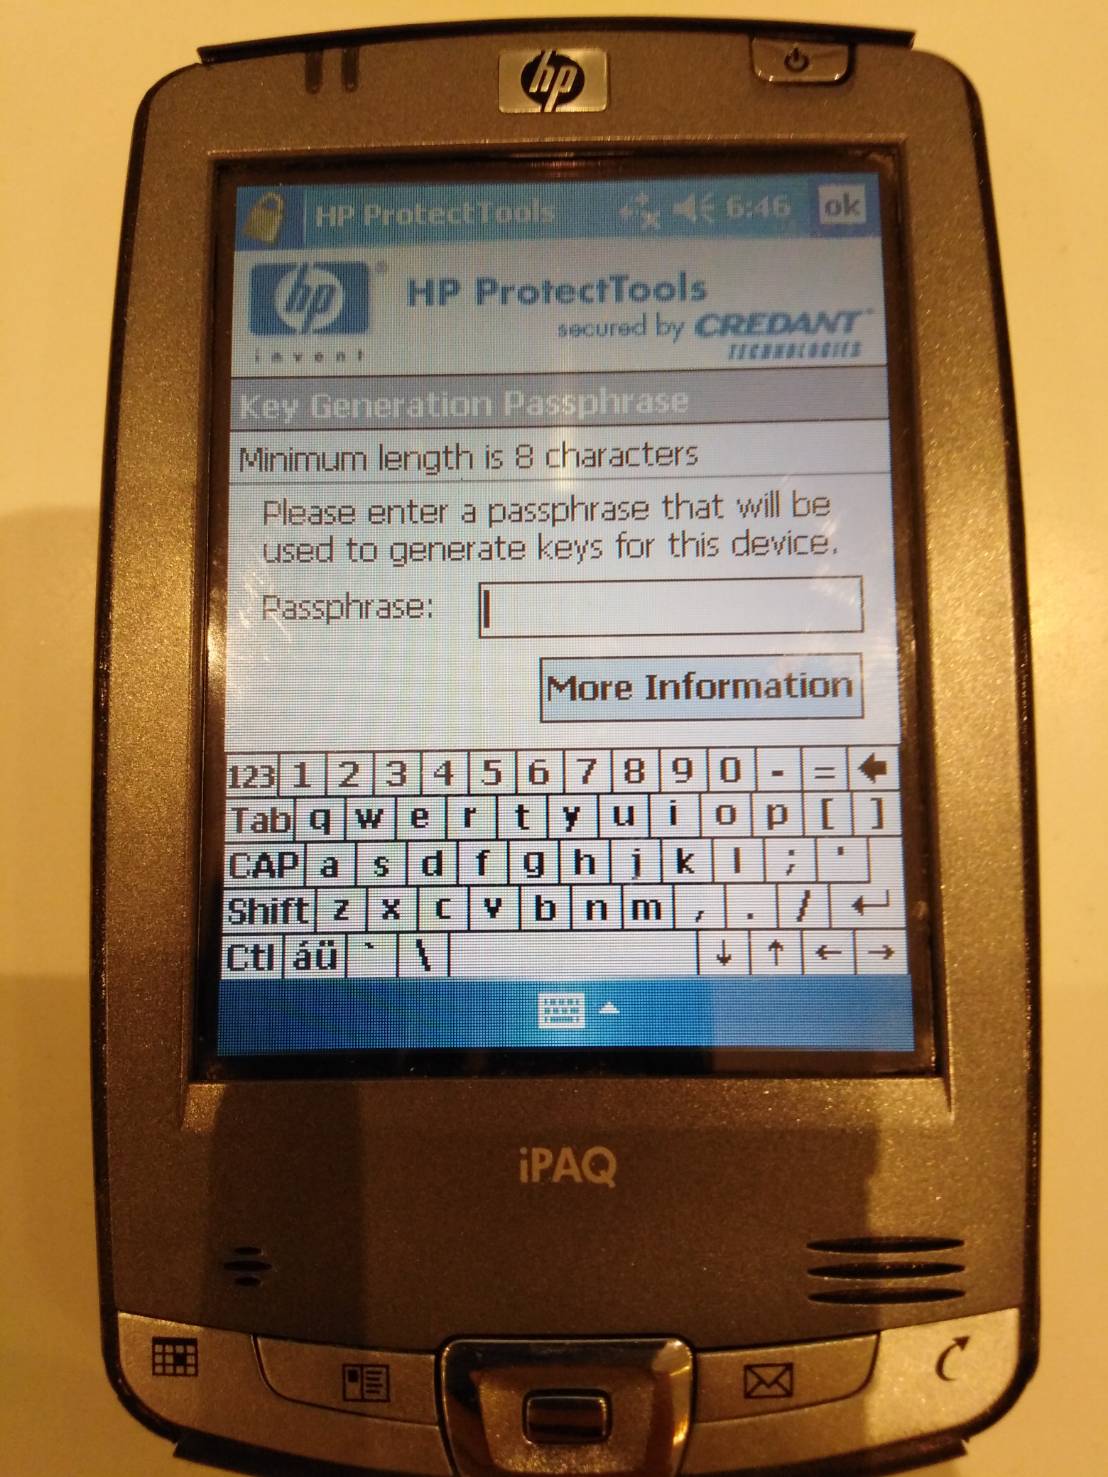 hp
HP ProtectTools 6:46 ok
hp ®
invent
HP ProtectTools
secured by CREDANT
TECHNOLOGIES
Key Generation Passphrase
Minimum length is 8 characters
Please enter a passphrase that will be
used to generate keys for this device.
Passphrase:
More Information
123 1 2 3 4 5 6 7 8 9 0 - =
Tab q w e r t y u i o p [ ]
CAP a s d f g h j k l ; '
Shift z x c v b n m , . /
Ctl áü ` \
iPAQ